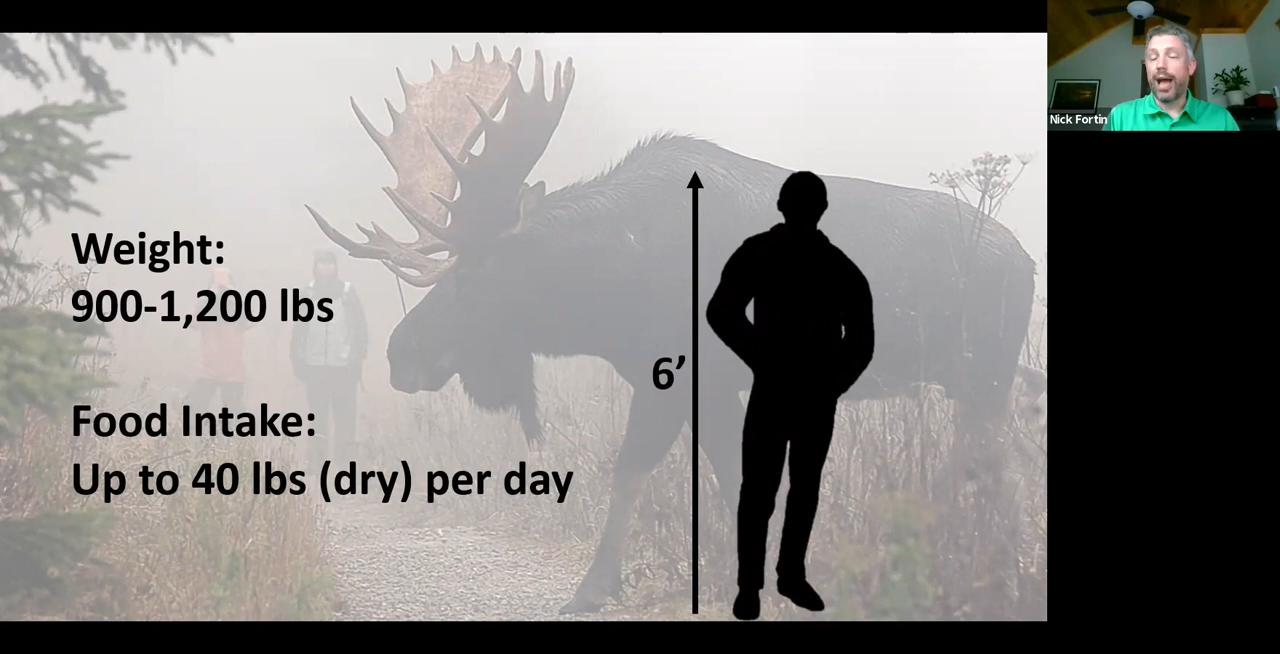 Weight:
900-1,200 lbs
Food Intake:
Up to 40 lbs (dry) per day
6’
Nick Fortin